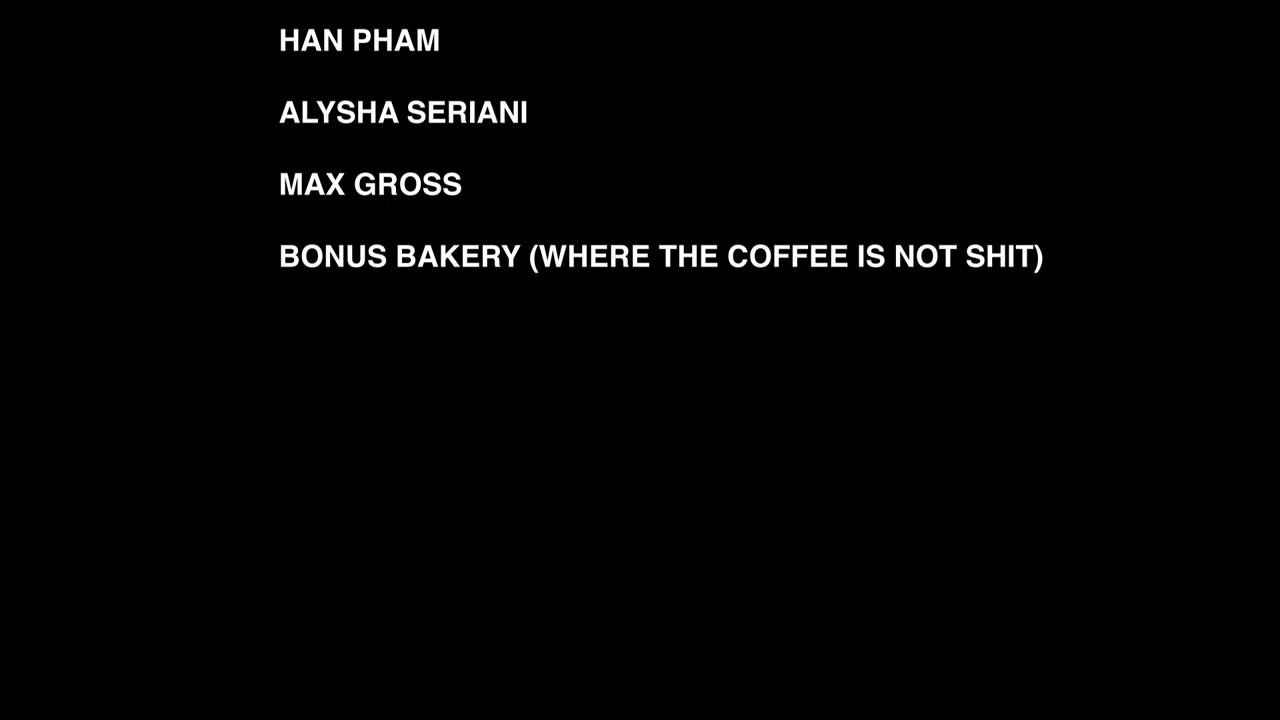 HAN PHAM
ALYSHA SERIANI
MAX GROSS
BONUS BAKERY (WHERE THE COFFEE IS NOT SHIT)